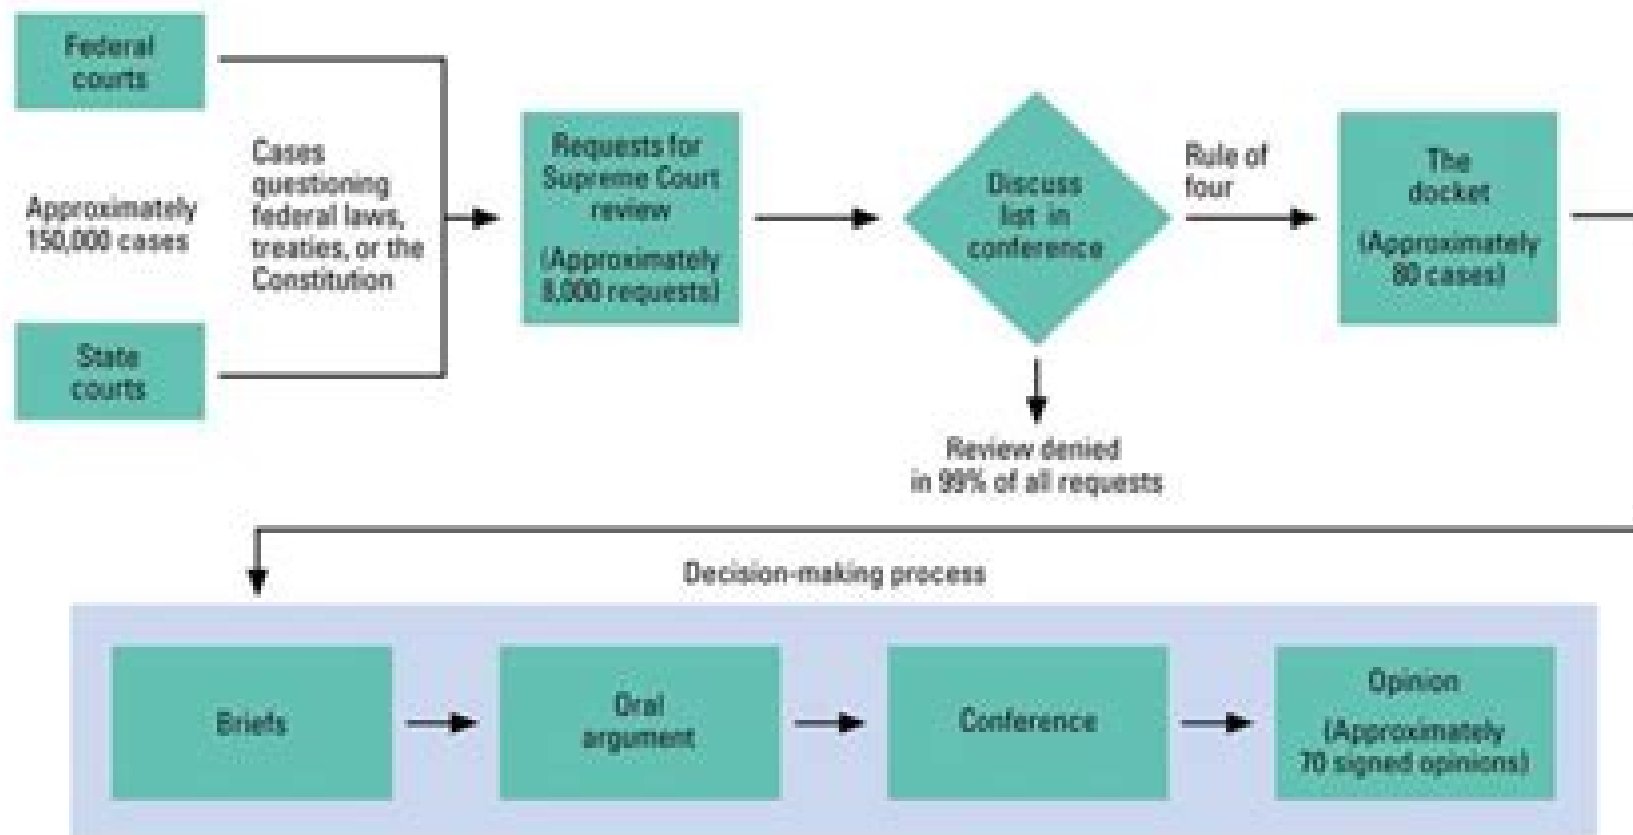 Federal
courts
Approximately
150,000 cases
State
courts
Cases
questioning
federal laws,
treaties, or the
Constitution
Requests for
Supreme Court
review
(Approximately
8,000 requests)
Discuss
list in
conference
Rule of
four
The
docket
(Approximately
80 cases)
Review denied
in 99% of all requests
Decision-making process
Briefs
Oral
argument
Conference
Opinion
(Approximately
70 signed opinions)